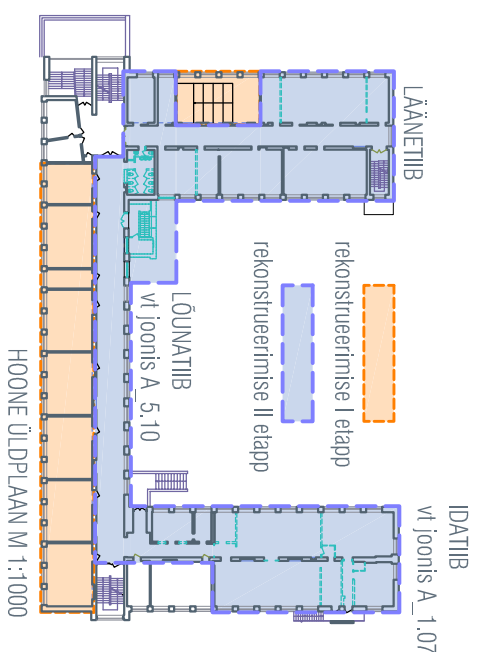 LÄÄNETIIB
rekonstrueerimise I etapp
rekonstrueerimise II etapp
LÕUNATIIB
vt joonis A_5.10
IDATIIB
vt joonis A_1.07
HOONE ÜLDPLAAN M 1:1000